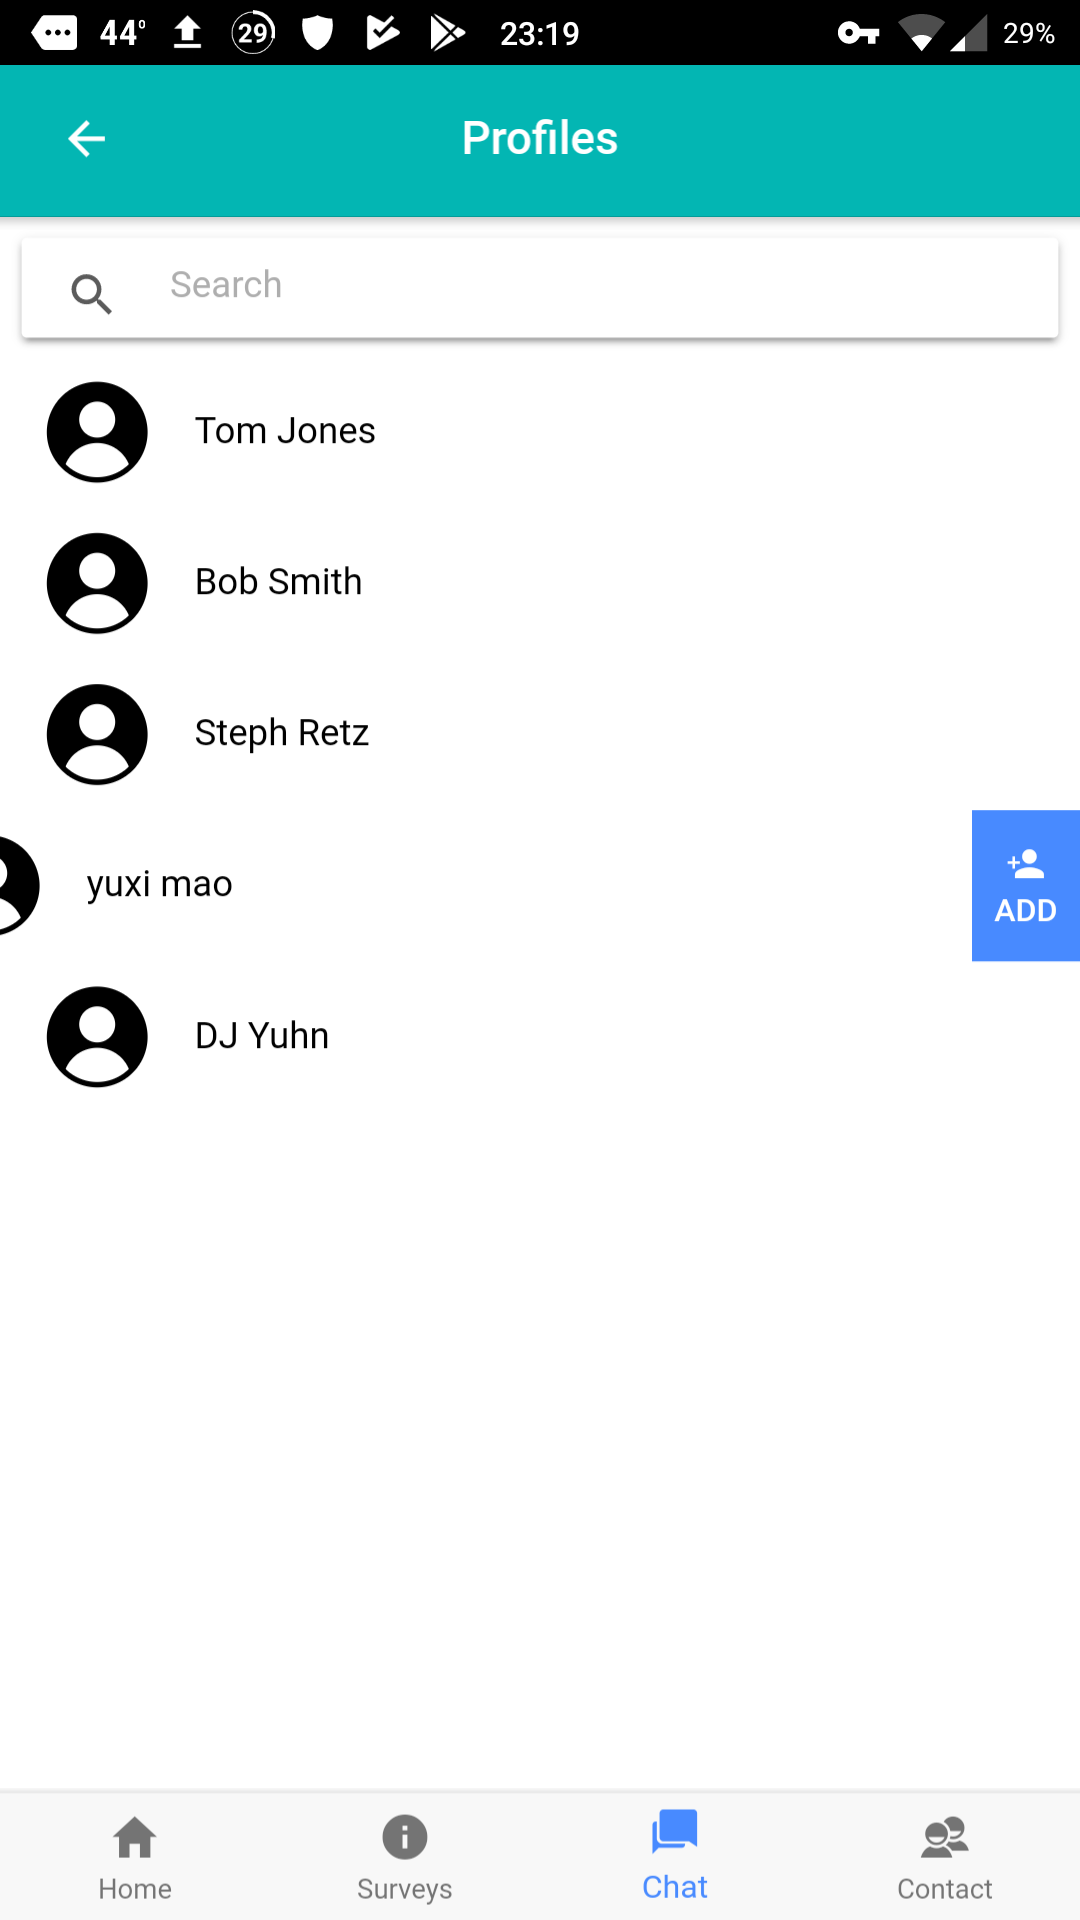 44° 29 23:19 29%
Profiles
Search
Tom Jones
Bob Smith
Steph Retz
yuxi mao
ADD
DJ Yuhn
Home Surveys Chat Contact